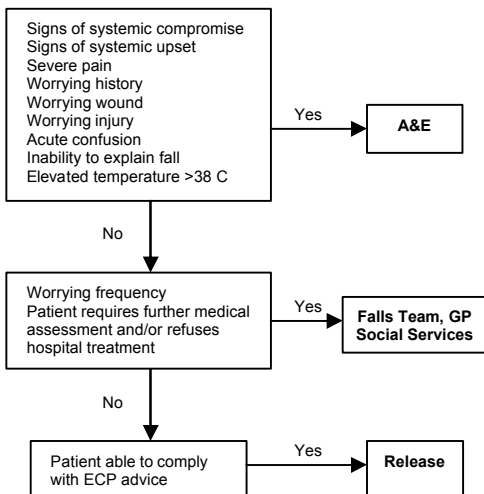 Signs of systemic compromise
Signs of systemic upset
Severe pain
Worrying history
Worrying wound
Worrying injury
Acute confusion
Inability to explain fall
Elevated temperature >38 C
Yes
A&E
No
Worrying frequency
Patient requires further medical
assessment and/or refuses
hospital treatment
Yes
Falls Team, GP
Social Services
No
Patient able to comply
with ECP advice
Yes
Release